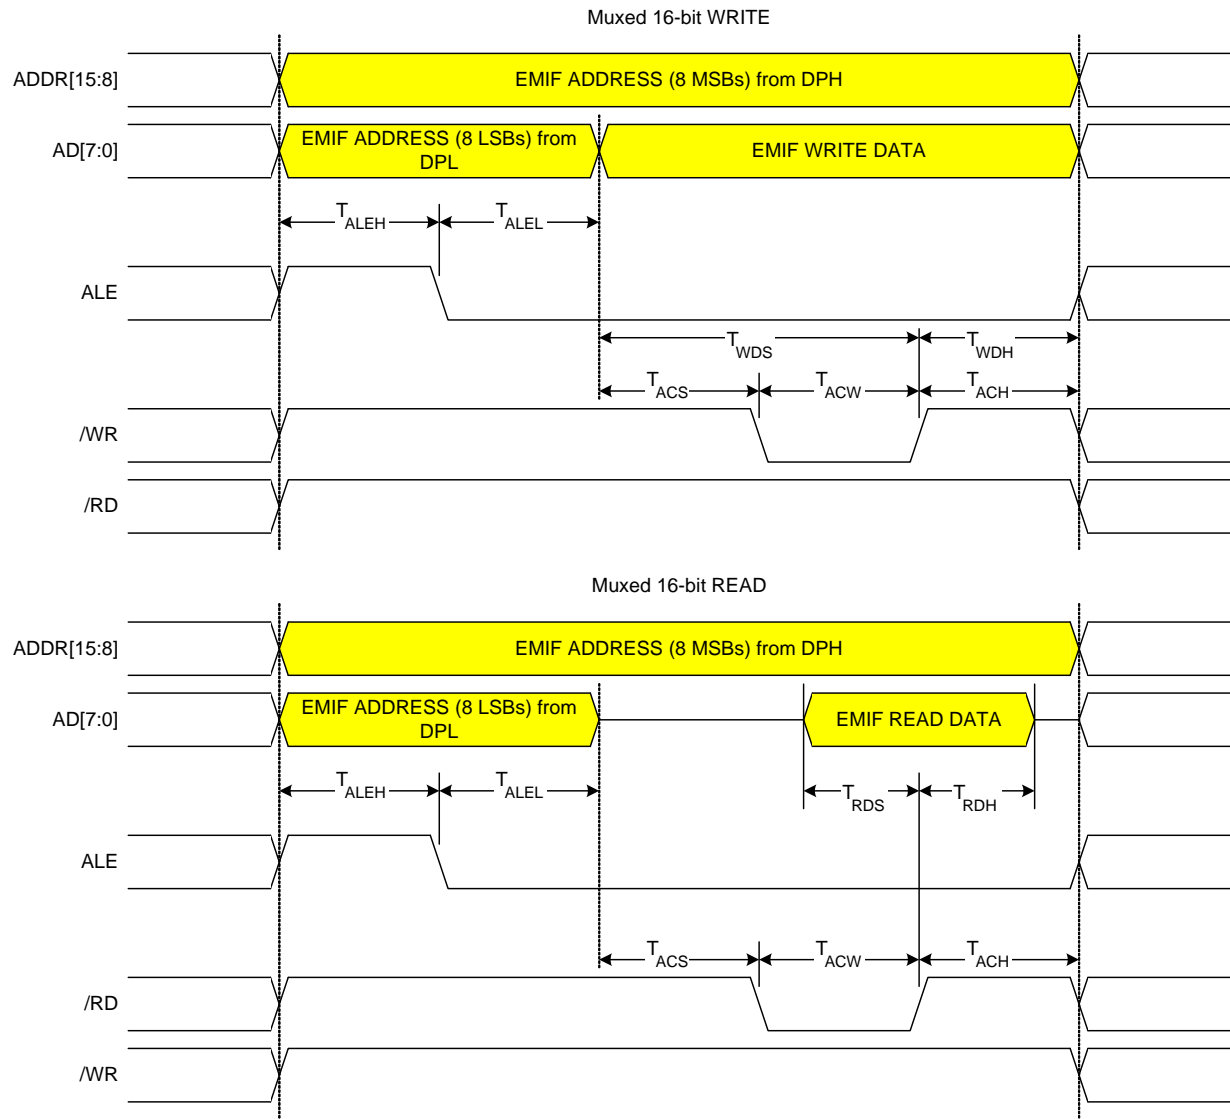 Muxed 16-bit WRITE
ADDR[15:8]
EMIF ADDRESS (8 MSBs) from DPH
AD[7:0]
EMIF ADDRESS (8 LSBs) from
DPL
EMIF WRITE DATA
TALEH
TALEL
ALE
TWDS
TWDH
TACS
TACW
TACH
/WR
/RD
Muxed 16-bit READ
ADDR[15:8]
EMIF ADDRESS (8 MSBs) from DPH
AD[7:0]
EMIF ADDRESS (8 LSBs) from
DPL
EMIF READ DATA
TALEH
TALEL
TRDS
TRDH
ALE
TACS
TACW
TACH
/RD
/WR